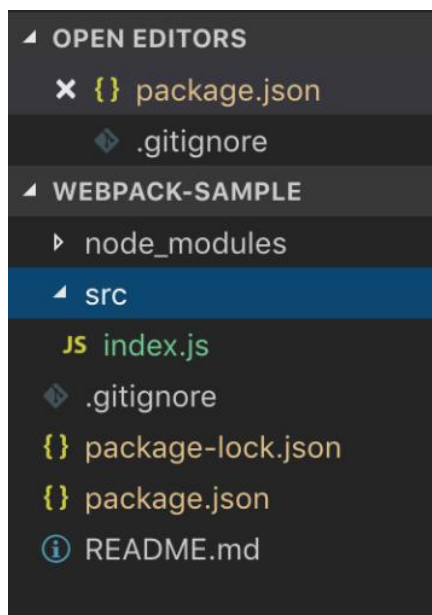 OPEN EDITORS
package.json
.gitignore
WEBPACK-SAMPLE
node_modules
src
JS index.js
.gitignore
{} package-lock.json
{} package.json
README.md